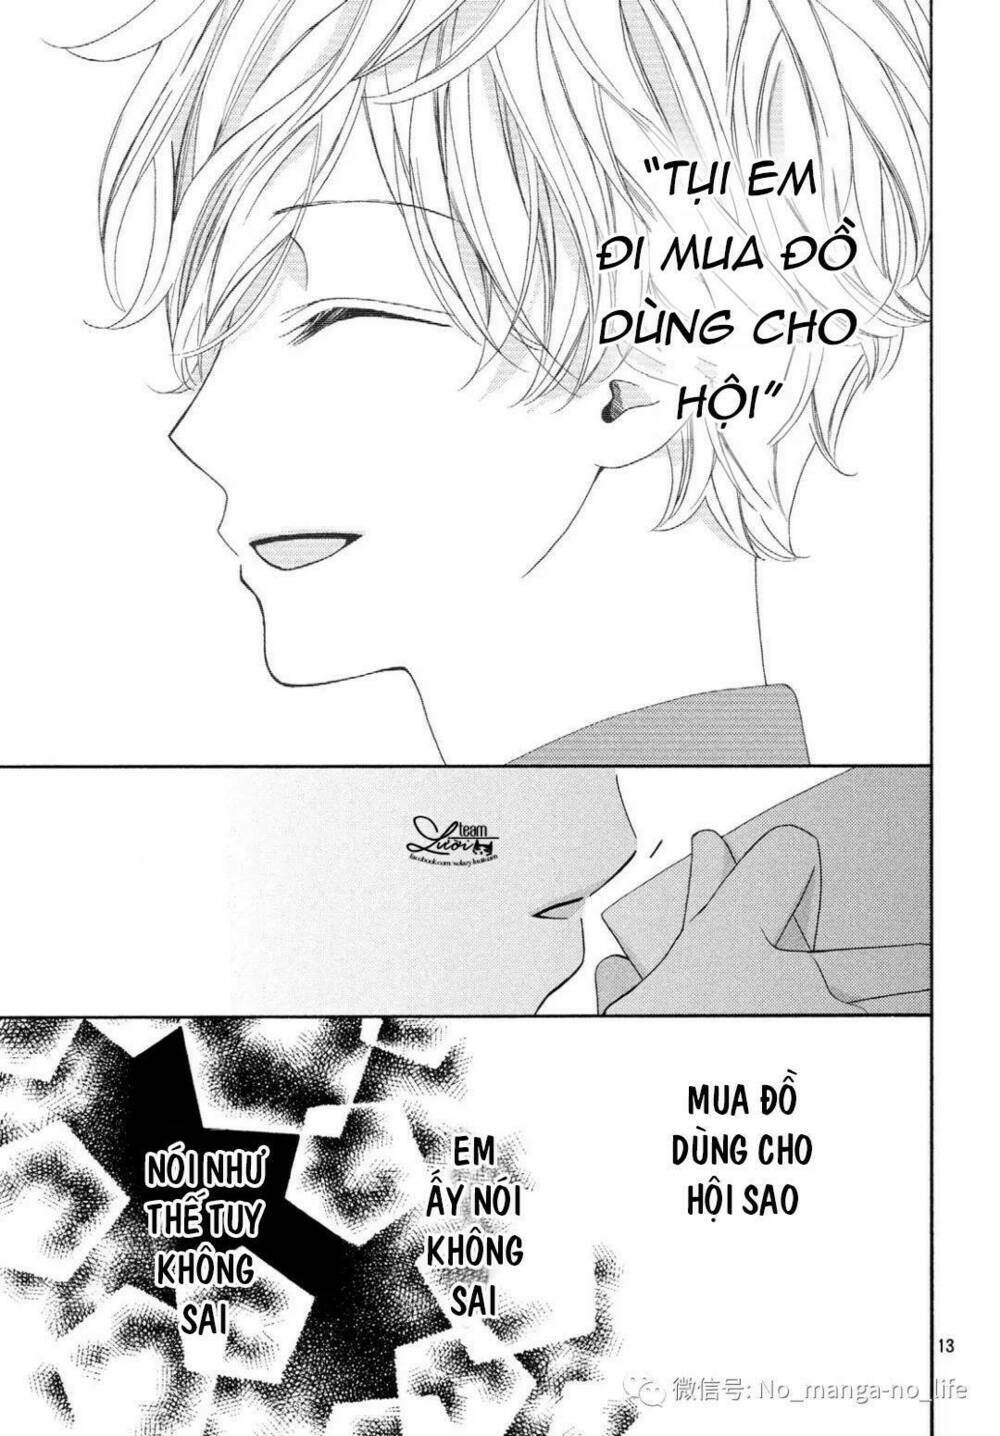 "TỤI EM
ĐI MUA ĐỒ
DÙNG CHO
HỘI"
team
Lười
MUA ĐỒ
DÙNG CHO
HỘI SAO
EM
ẤY NÓI
KHÔNG
SAI
NÓI NHƯ
THẾ TUY
KHÔNG
SAI
13
微信号: No_manga-no_life